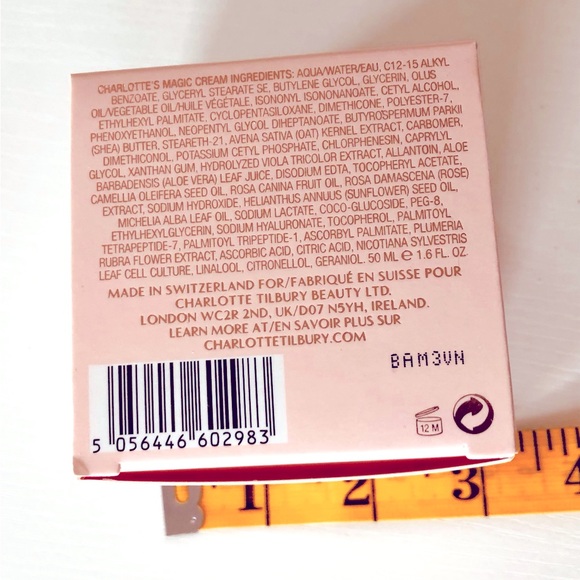 CHARLOTTE'S MAGIC CREAM INGREDIENTS: AQUA/WATER/EAU, C12-15 ALKYL
BENZOATE, GLYCERYL STEARATE SE, BUTYLENE GLYCOL, GLYCERIN, OLUS
OIL/VEGETABLE OIL/HUILE VÉGÉTALE, ISONONYL ISONONANOATE, CETYL ALCOHOL,
ETHYLHEXYL PALMITATE, CYCLOPENTASILOXANE, DIMETHICONE, POLYESTER-7,
PHENOXYETHANOL, NEOPENTYL GLYCOL DIHEPTANOATE, BUTYROSPERMUM PARKII
(SHEA) BUTTER, STEARETH-21, AVENA SATIVA (OAT) KERNEL EXTRACT, CARBOMER,
DIMETHICONOL, POTASSIUM CETYL PHOSPHATE, CHLORPHENESIN, CAPRYLYL
GLYCOL, XANTHAN GUM, HYDROLYZED VIOLA TRICOLOR EXTRACT, ALLANTOIN, ALOE
BARBADENSIS (ALOE VERA) LEAF JUICE, DISODIUM EDTA, TOCOPHERYL ACETATE,
CAMELLIA OLEIFERA SEED OIL, ROSA CANINA FRUIT OIL, ROSA DAMASCENA (ROSE)
EXTRACT, SODIUM HYDROXIDE, HELIANTHUS ANNUUS (SUNFLOWER) SEED OIL,
MICHELIA ALBA LEAF OIL, SODIUM LACTATE, COCO-GLUCOSIDE, PEG-8,
ETHYLHEXYLGLYCERIN, SODIUM HYALURONATE, TOCOPHEROL, PALMITOYL
TETRAPEPTIDE-7, PALMITOYL TRIPEPTIDE-1, ASCORBYL PALMITATE, PLUMERIA
RUBRA FLOWER EXTRACT, ASCORBIC ACID, CITRIC ACID, NICOTIANA SYLVESTRIS
LEAF CELL CULTURE, LINALOOL, CITRONELLOL, GERANIOL. 50 ML ℮ 1.6 FL. OZ
MADE IN SWITZERLAND FOR/FABRIQUÉ EN SUISSE POUR
CHARLOTTE TILBURY BEAUTY LTD.
LONDON WC2R 2ND, UK/D07 N5YH, IRELAND.
LEARN MORE AT/EN SAVOIR PLUS SUR
CHARLOTTETILBURY.COM
BAM3VN
5 056446 602983
12 M
1 2 3 4